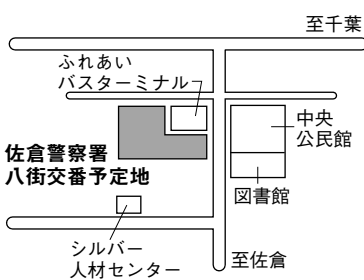 至千葉
ふれあい
バスターミナル
中央
公民館
佐倉警察署
八街交番予定地
図書館
シルバー
人材センター
至佐倉